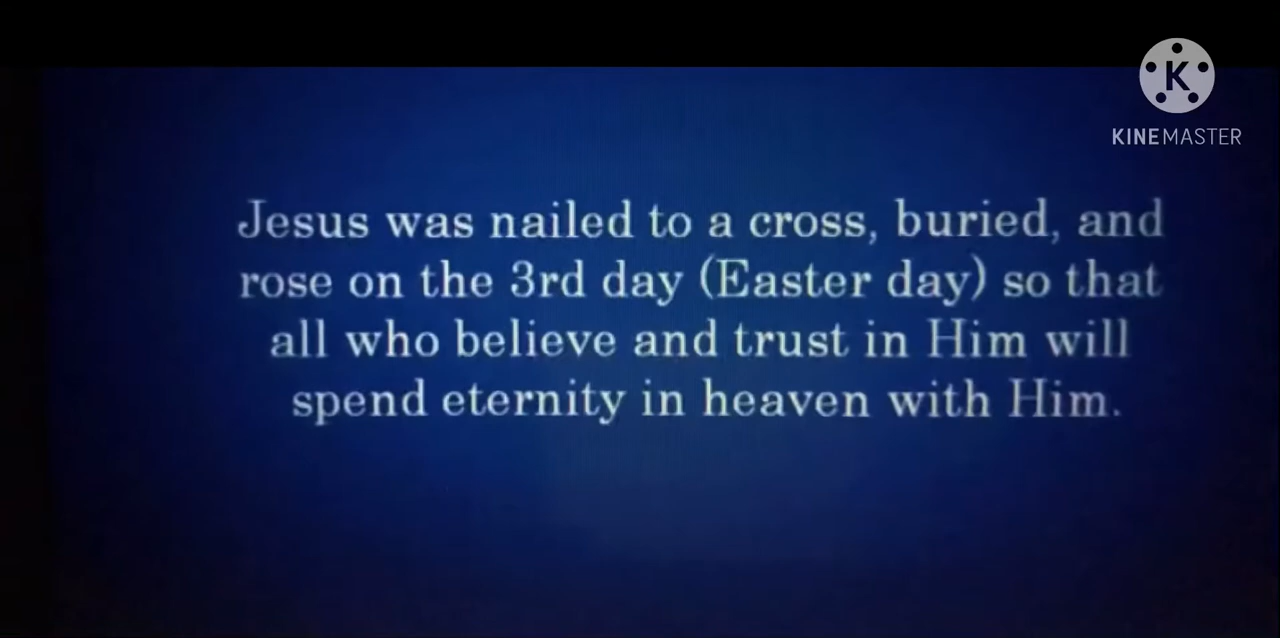 K
KINEMASTER
Jesus was nailed to a cross, buried, and
rose on the 3rd day (Easter day) so that
all who believe and trust in Him will
spend eternity in heaven with Him.